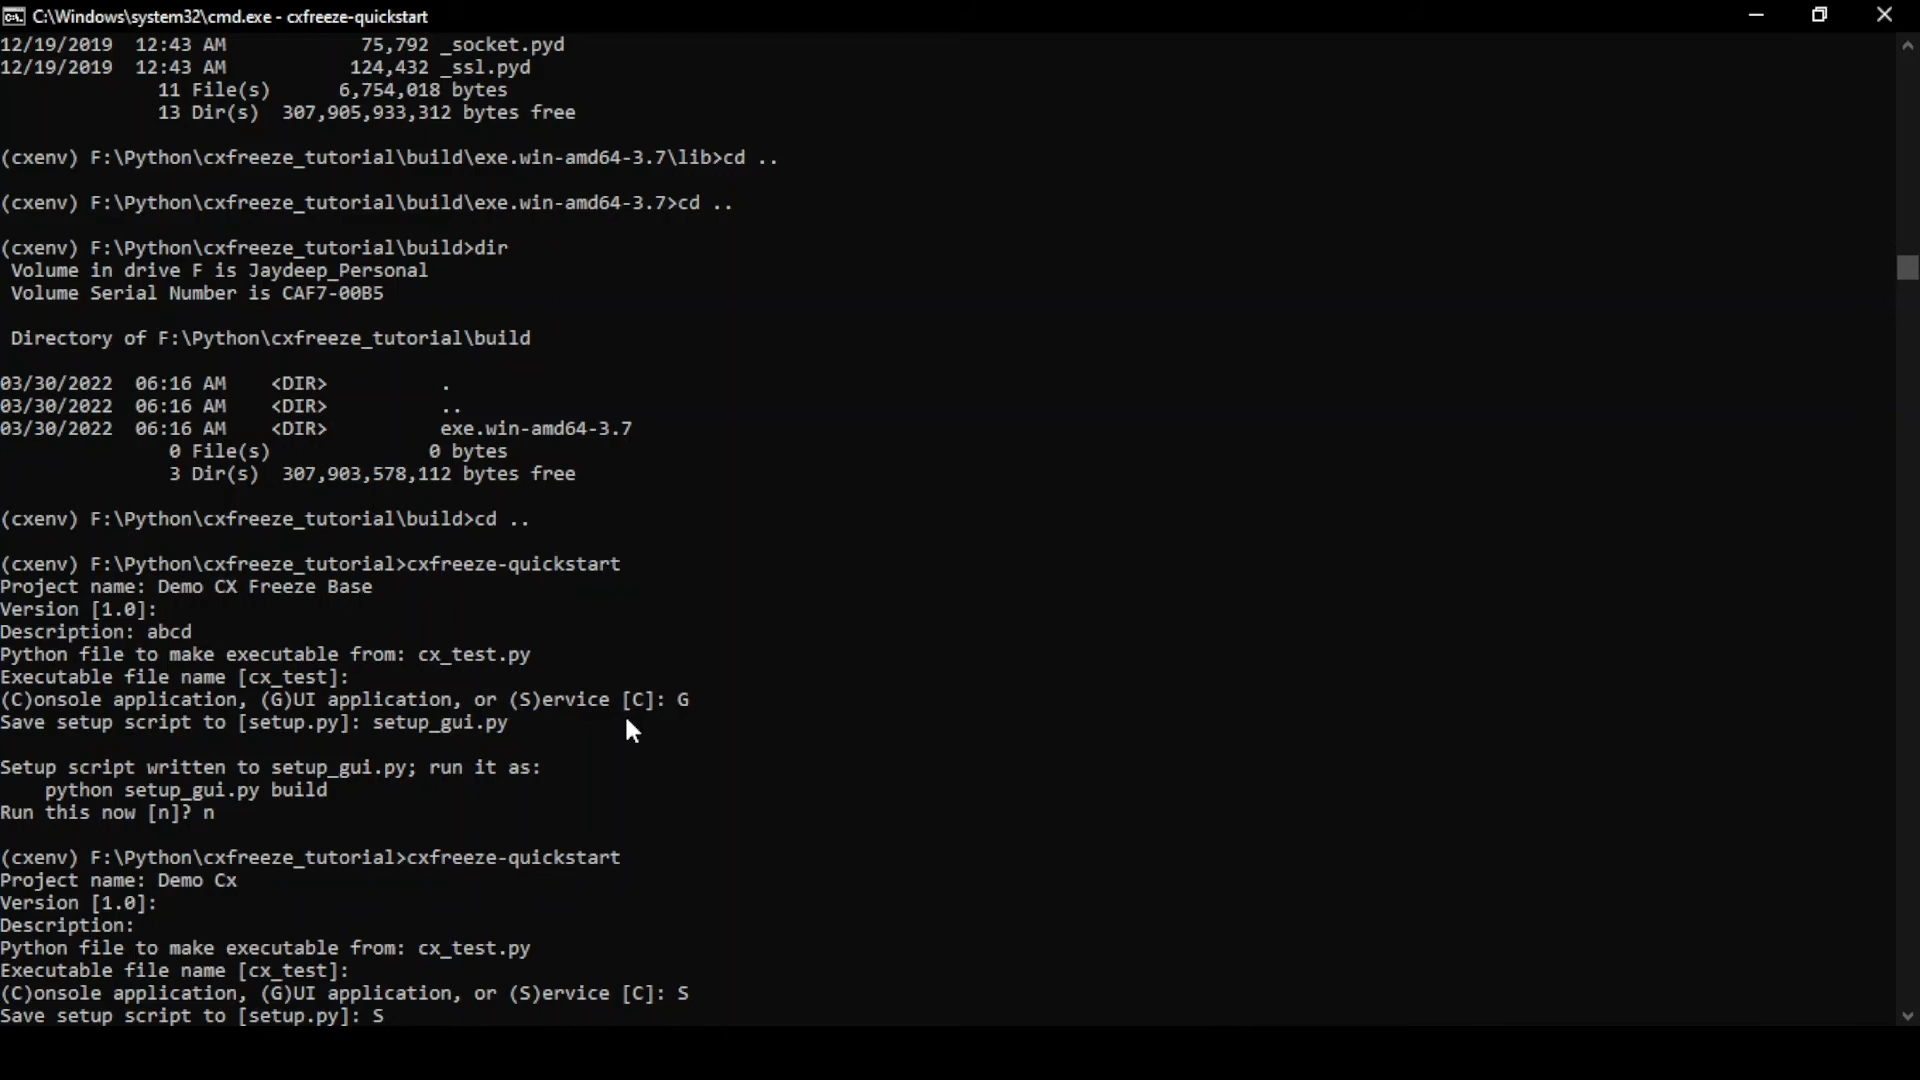 C:\Windows\system32\cmd.exe - cxfreeze-quickstart
12/19/2019  12:43 AM            75,792 _socket.pyd
12/19/2019  12:43 AM           124,432 _ssl.pyd
              11 File(s)      6,754,018 bytes
              13 Dir(s)  307,905,933,312 bytes free
(cxenv) F:\Python\cxfreeze_tutorial\build\exe.win-amd64-3.7\lib>cd ..
(cxenv) F:\Python\cxfreeze_tutorial\build\exe.win-amd64-3.7>cd ..
(cxenv) F:\Python\cxfreeze_tutorial\build>dir
 Volume in drive F is Jaydeep_Personal
 Volume Serial Number is CAF7-00B5
 Directory of F:\Python\cxfreeze_tutorial\build
03/30/2022  06:16 AM    <DIR>          .
03/30/2022  06:16 AM    <DIR>          ..
03/30/2022  06:16 AM    <DIR>          exe.win-amd64-3.7
               0 File(s)              0 bytes
               3 Dir(s)  307,903,578,112 bytes free
(cxenv) F:\Python\cxfreeze_tutorial\build>cd ..
(cxenv) F:\Python\cxfreeze_tutorial>cxfreeze-quickstart
Project name: Demo CX Freeze Base
Version [1.0]:
Description: abcd
Python file to make executable from: cx_test.py
Executable file name [cx_test]:
(C)onsole application, (G)UI application, or (S)ervice [C]: G
Save setup script to [setup.py]: setup_gui.py
Setup script written to setup_gui.py; run it as:
    python setup_gui.py build
Run this now [n]? n
(cxenv) F:\Python\cxfreeze_tutorial>cxfreeze-quickstart
Project name: Demo Cx
Version [1.0]:
Description:
Python file to make executable from: cx_test.py
Executable file name [cx_test]:
(C)onsole application, (G)UI application, or (S)ervice [C]: S
Save setup script to [setup.py]: S